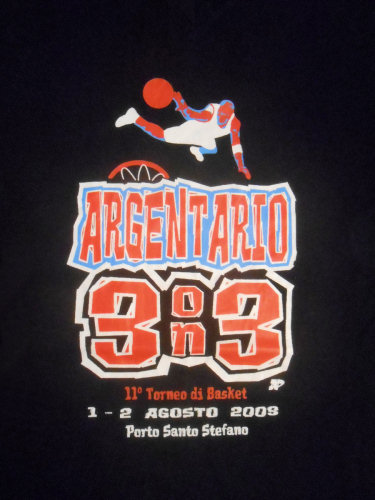 ARGENTARIO
3 on 3
11° Torneo di Basket
1 - 2 AGOSTO 2009
Porto Santo Stefano